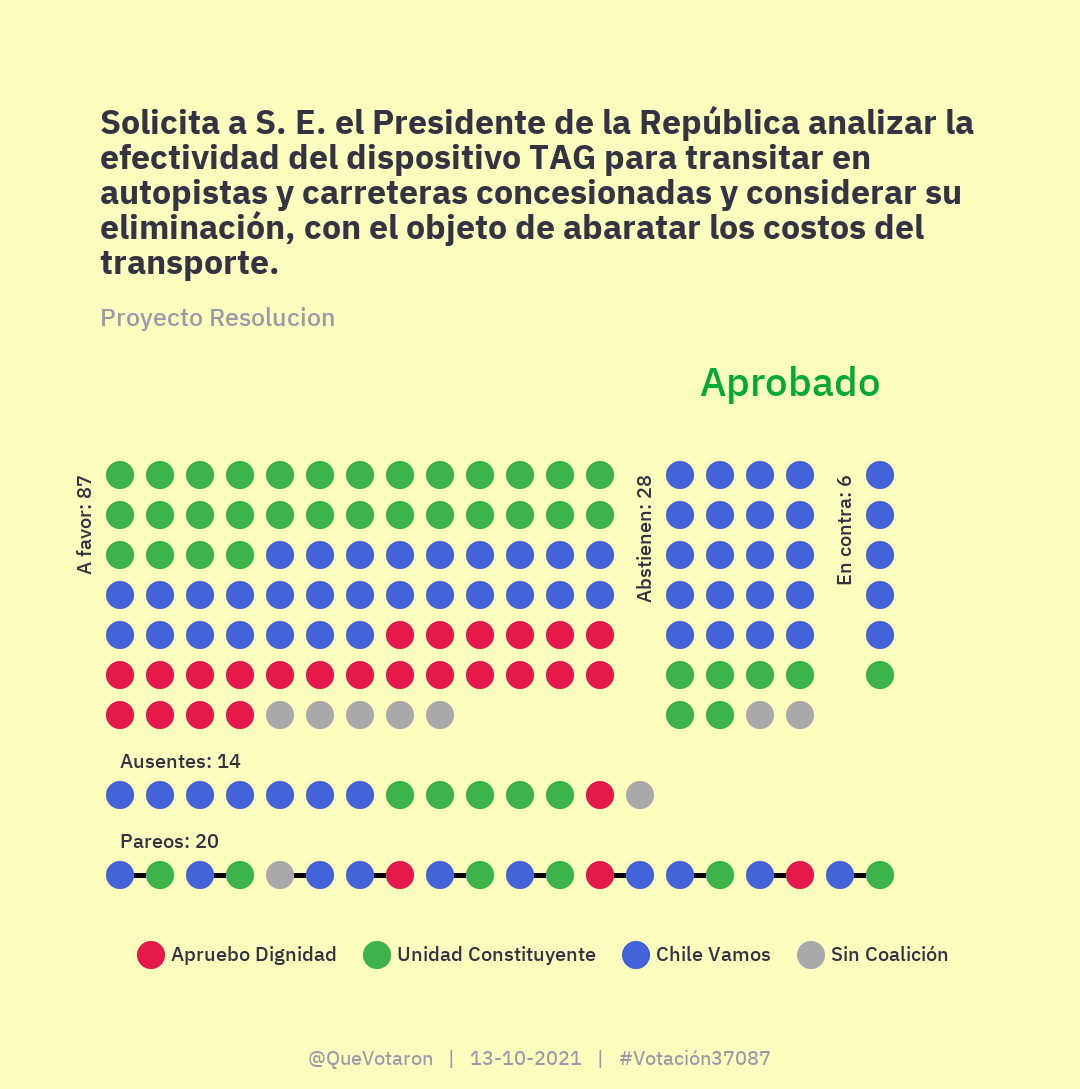 Solicita a S. E. el Presidente de la República analizar la
efectividad del dispositivo TAG para transitar en
autopistas y carreteras concesionadas y considerar su
eliminación, con el objeto de abaratar los costos del
transporte.
Proyecto Resolucion
Aprobado
A favor: 87
Abstienen: 28
En contra: 6
Ausentes: 14
Pareos: 20
Apruebo Dignidad
Unidad Constituyente
Chile Vamos
Sin Coalición
@QueVotaron | 13-10-2021 | #Votación37087